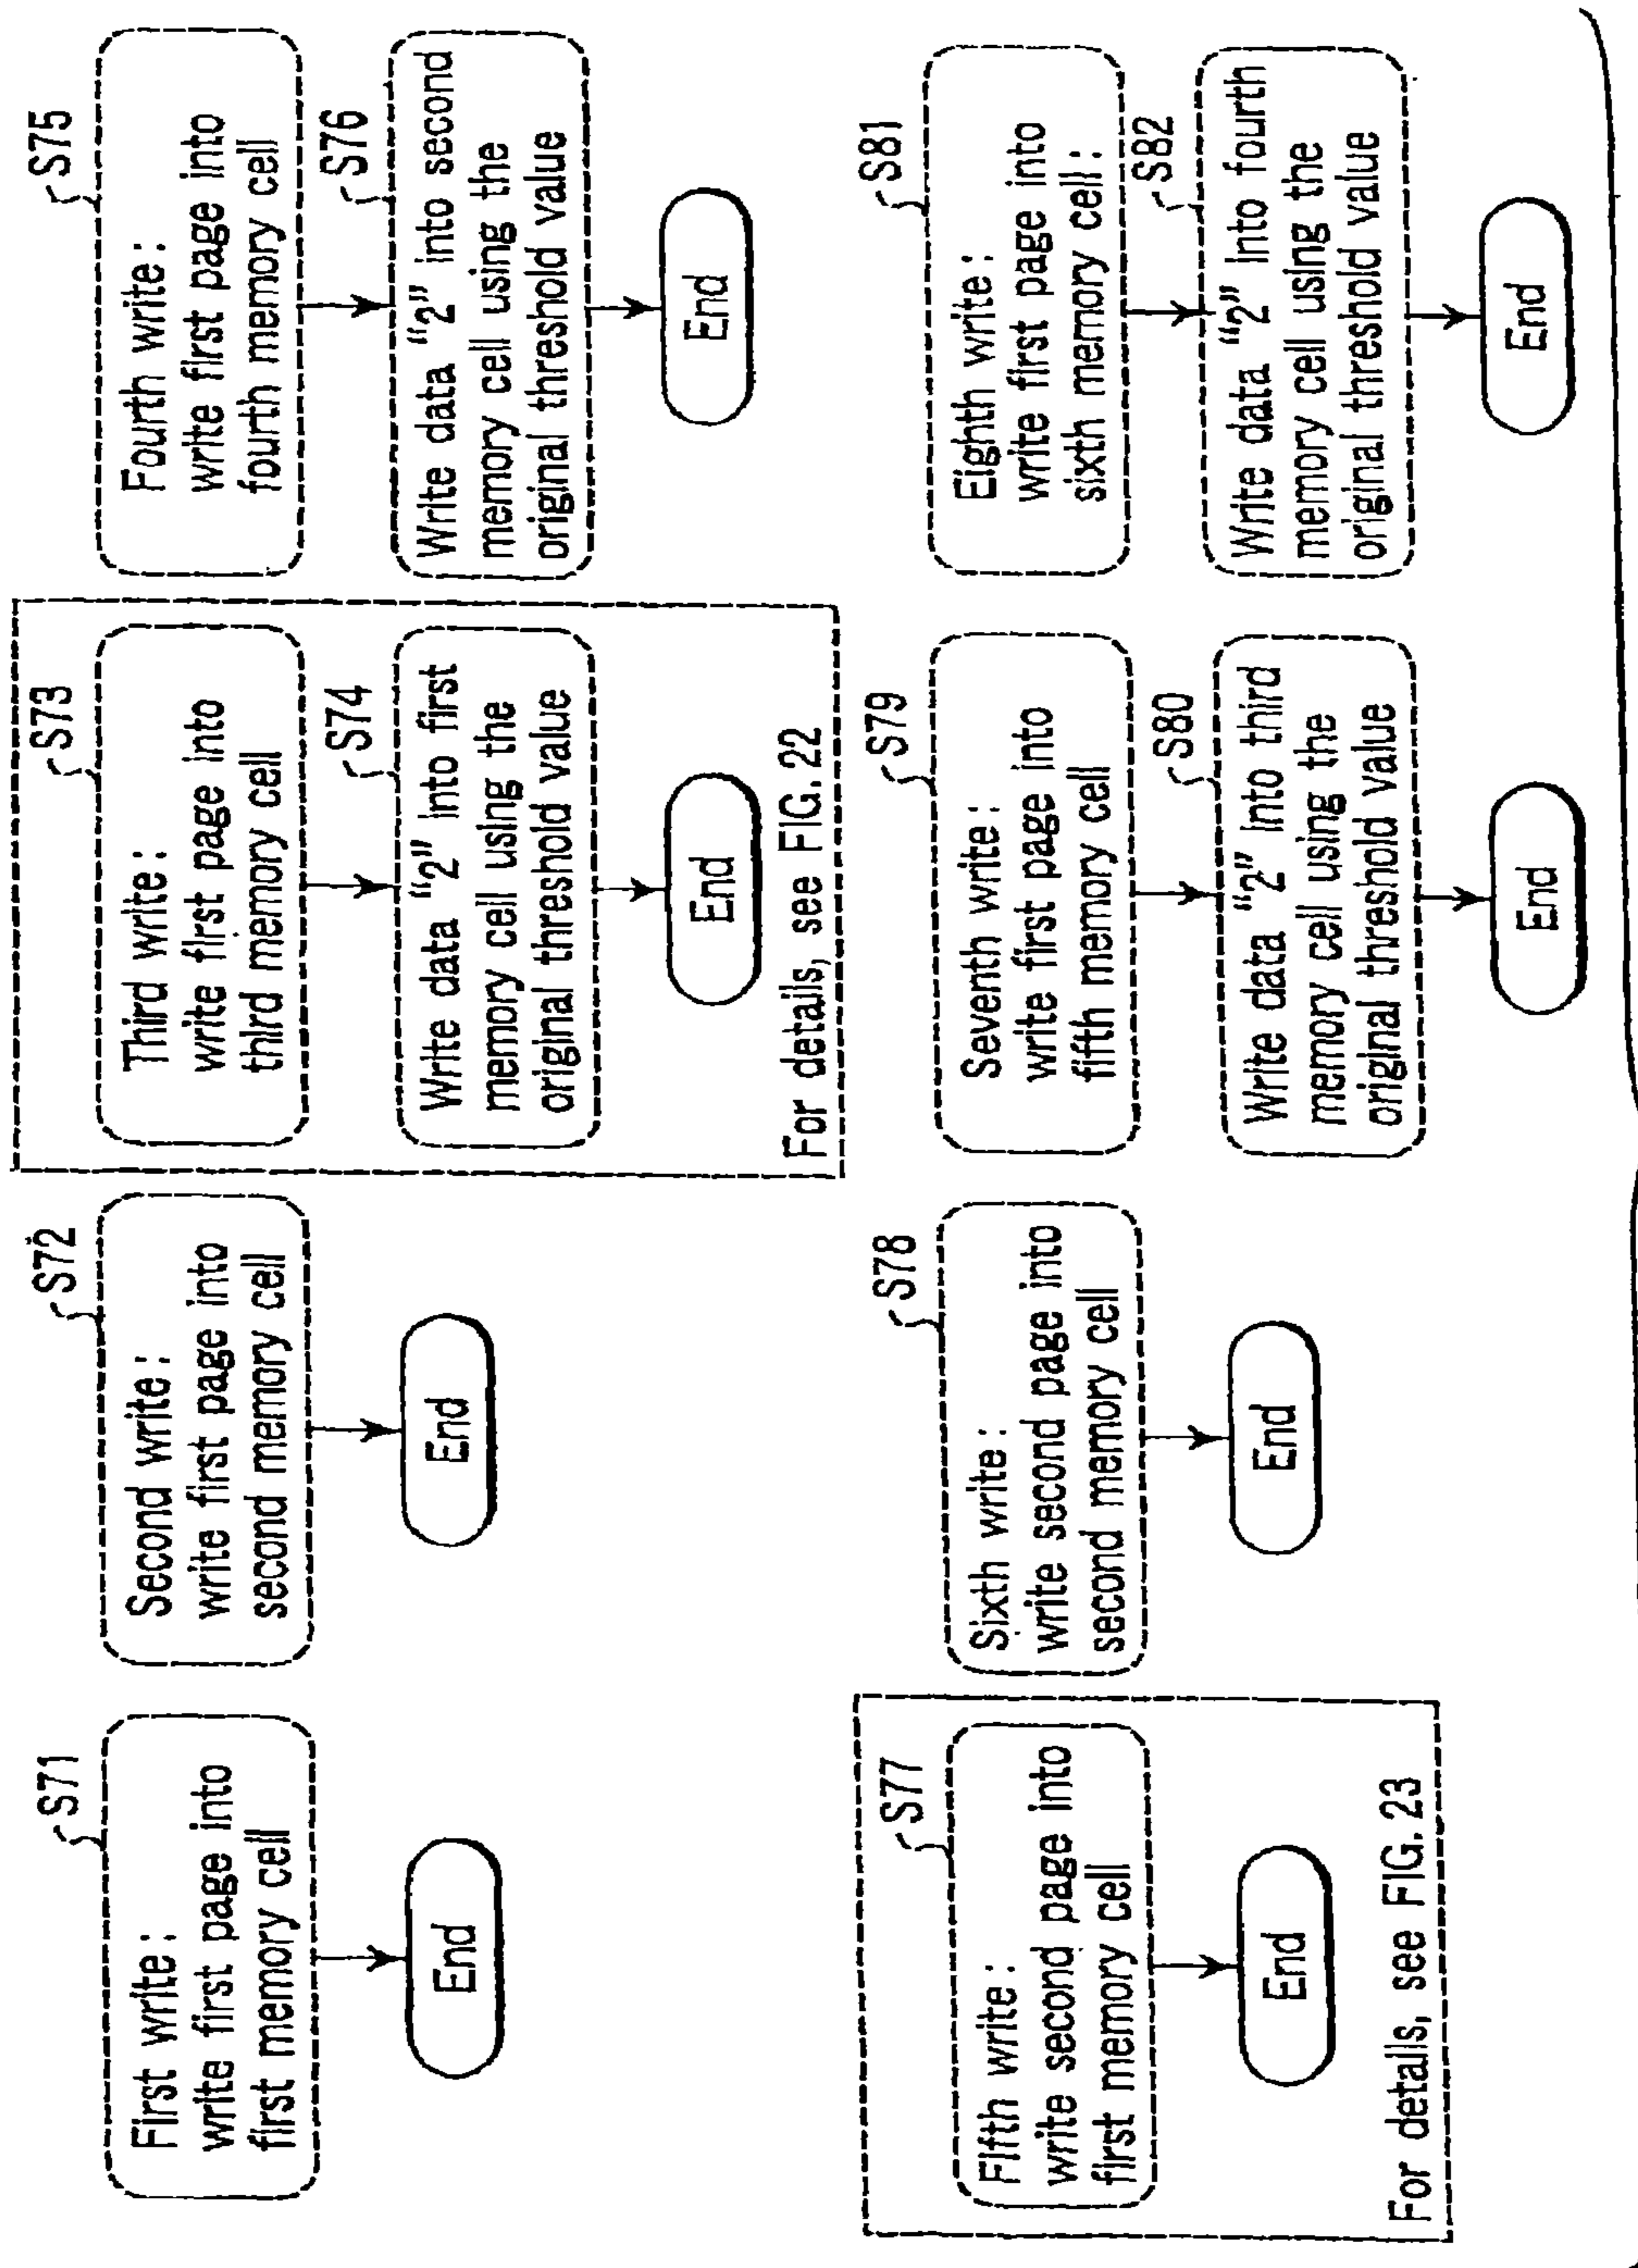 S71
First write:
write first page into
first memory cell
End
S72
Second write:
write first page into
second memory cell
End
S73
Third write:
write first page into
third memory cell
S74
Write data "2" into first
memory cell using the
original threshold value
End
For details, see FIG. 22
S75
Fourth write:
write first page into
fourth memory cell
S76
Write data "2" into second
memory cell using the
original threshold value
End
S77
Fifth write:
write second page into
first memory cell
End
For details, see FIG. 23
S78
Sixth write:
write second page into
second memory cell
End
S79
Seventh write:
write first page into
fifth memory cell
S80
Write data "2" into third
memory cell using the
original threshold value
End
S81
Eighth write:
write first page into
sixth memory cell:
S82
Write data "2" into fourth
memory cell using the
original threshold value
End